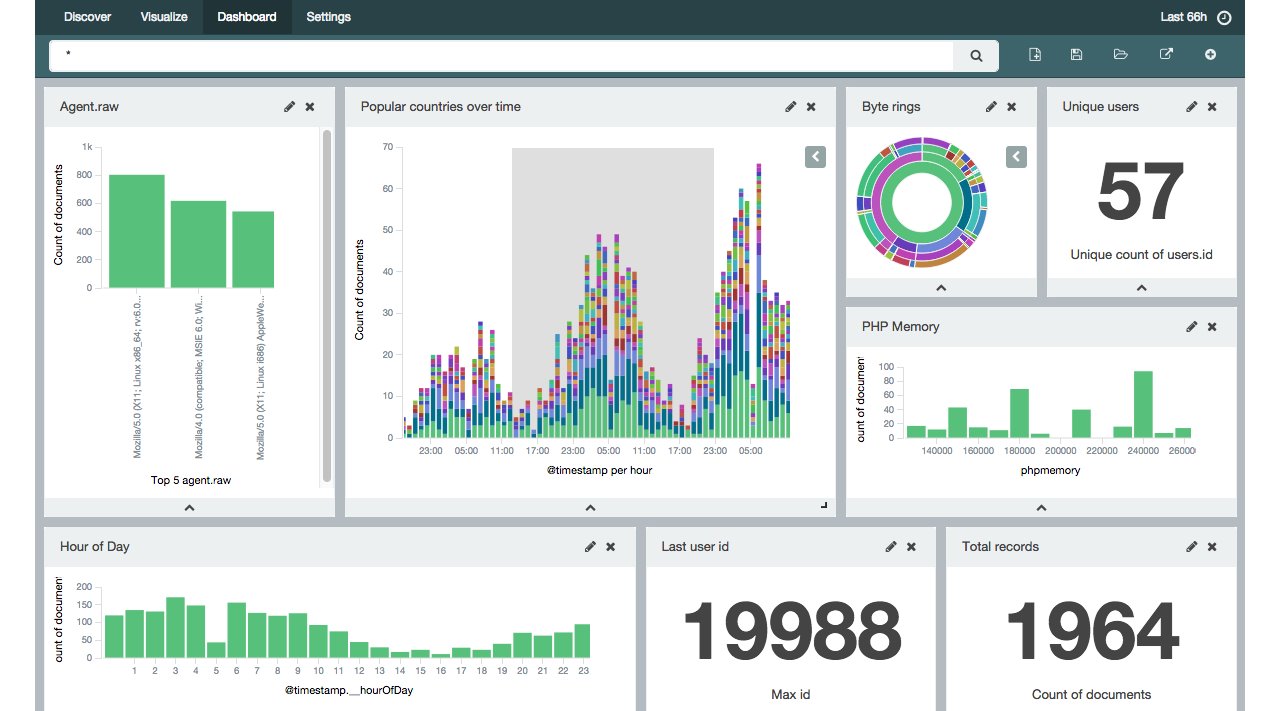 Discover Visualize Dashboard Settings Last 66h
*
Agent.raw
1k
800
600
400
200
0
Count of documents
Mozilla/5.0 (X11; Linux x86_64; rv:6.0...
Mozilla/4.0 (compatible; MSIE 6.0; Wi...
Mozilla/5.0 (X11; Linux i686) AppleWe...
Top 5 agent.raw
Popular countries over time
70
60
50
40
30
20
10
0
Count of documents
23:00 05:00 11:00 17:00 23:00 05:00 11:00 17:00 23:00 05:00
@timestamp per hour
Byte rings
Unique users
57
Unique count of users.id
PHP Memory
100
80
60
40
20
0
ount of documen
140000 160000 180000 200000 220000 240000 26000
phpmemory
Hour of Day
200
150
100
50
0
ount of documen
1 2 3 4 5 6 7 8 9 10 11 12 13 14 15 16 17 18 19 20 21 22 23
@timestamp.__hourOfDay
Last user id
19988
Max id
Total records
1964
Count of documents